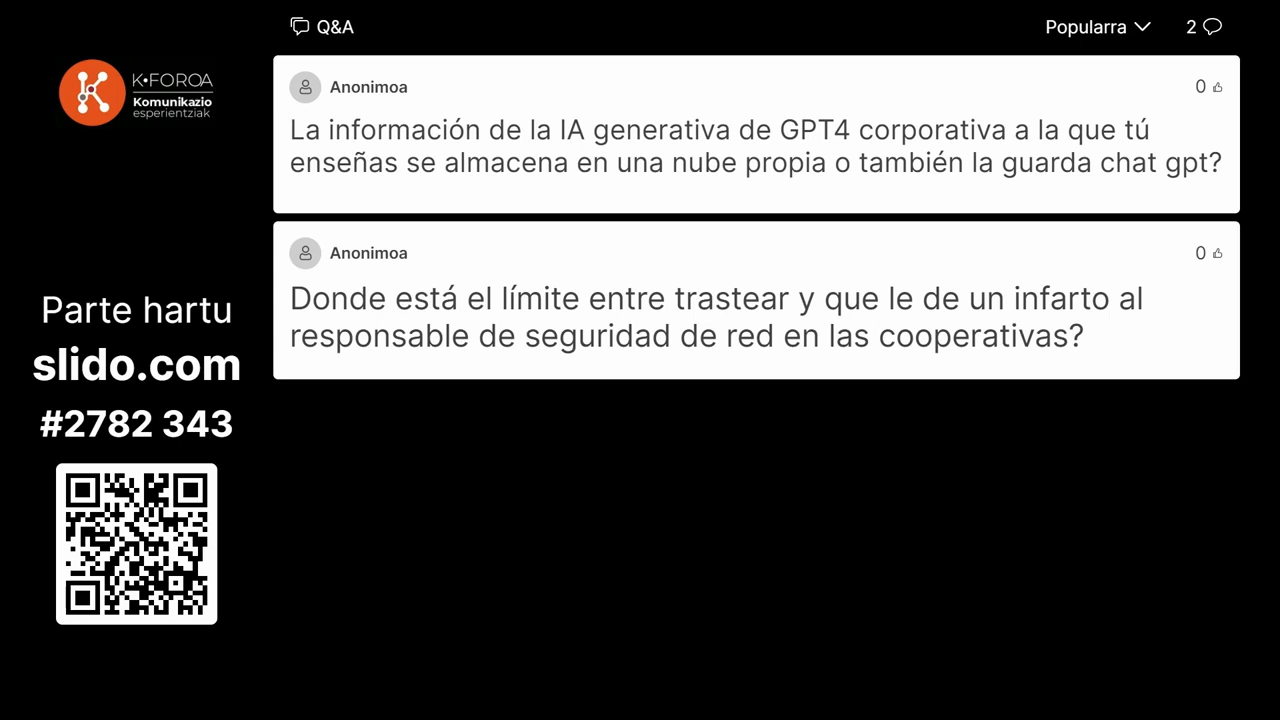 Q&A
Popularra
2
K•FOROA
Komunikazio
esperientziak
Anonimoa
0
La información de la IA generativa de GPT4 corporativa a la que tú
enseñas se almacena en una nube propia o también la guarda chat gpt?
Anonimoa
0
Donde está el límite entre trastear y que le de un infarto al
responsable de seguridad de red en las cooperativas?
Parte hartu
slido.com
#2782 343